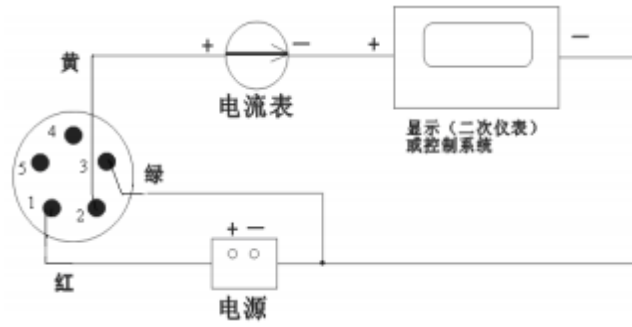 + — + —
黄
电流表
显示（二次仪表）
或控制系统
4
5 3
绿
1 2
+ —
红
电源